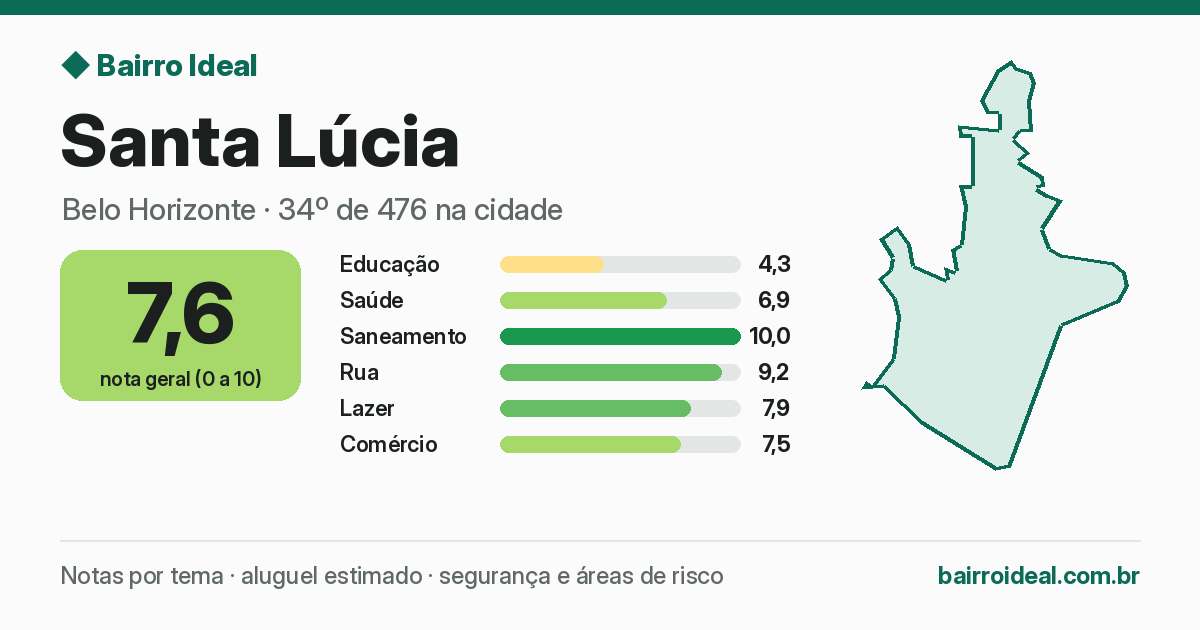 Bairro Ideal
Santa Lúcia
Belo Horizonte · 34º de 476 na cidade
7,6
nota geral (0 a 10)
Educação 4,3
Saúde 6,9
Saneamento 10,0
Rua 9,2
Lazer 7,9
Comércio 7,5
Notas por tema · aluguel estimado · segurança e áreas de risco
bairroideal.com.br